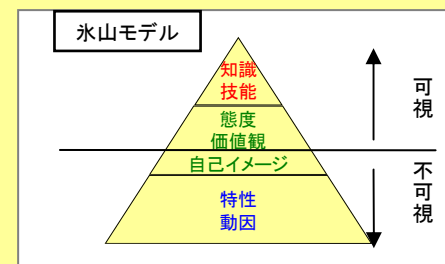 氷山モデル
知識
技能
態度
価値観
自己イメージ
特性
動因
可視
不可視